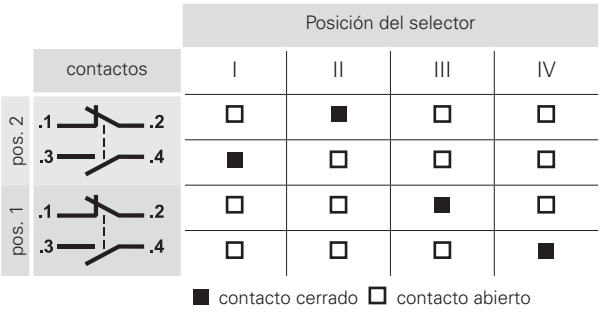 Posición del selector
contactos I II III IV
pos. 2
.1 .2
.3 .4
pos. 1
.1 .2
.3 .4
contacto cerrado contacto abierto